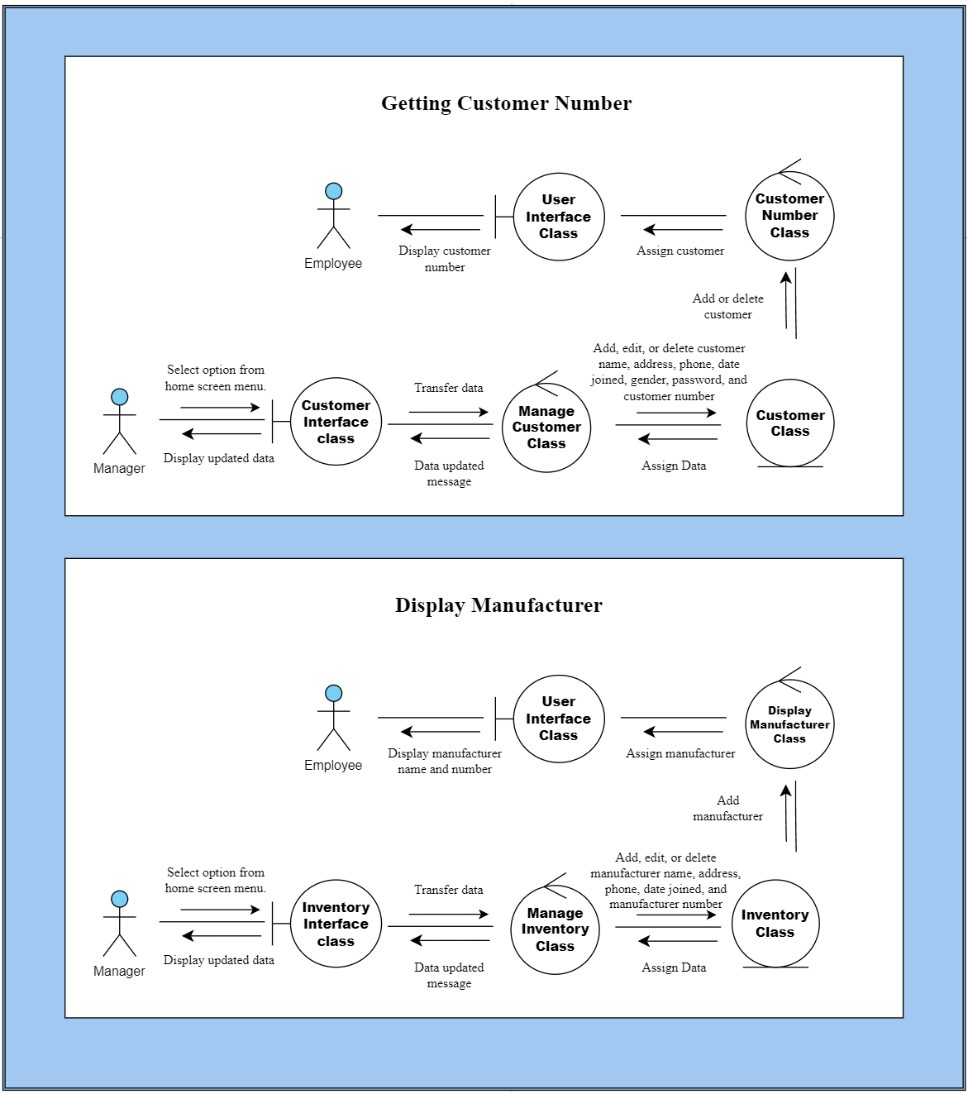 Getting Customer Number
User
Interface
Class
Customer
Number
Class
Employee
Display customer
number
Assign customer
Add or delete
customer
Select option from
home screen menu.
Customer
Interface
class
Transfer data
Manage
Customer
Class
Add, edit, or delete customer
name, address, phone, date
joined, gender, password, and
customer number
Customer
Class
Manager
Display updated data
Data updated
message
Assign Data
Display Manufacturer
User
Interface
Class
Display
Manufacturer
Class
Employee
Display manufacturer
name and number
Assign manufacturer
Add
manufacturer
Select option from
home screen menu.
Inventory
Interface
class
Transfer data
Manage
Inventory
Class
Add, edit, or delete
manufacturer name, address,
phone, date joined, and
manufacturer number
Inventory
Class
Manager
Display updated data
Data updated
message
Assign Data